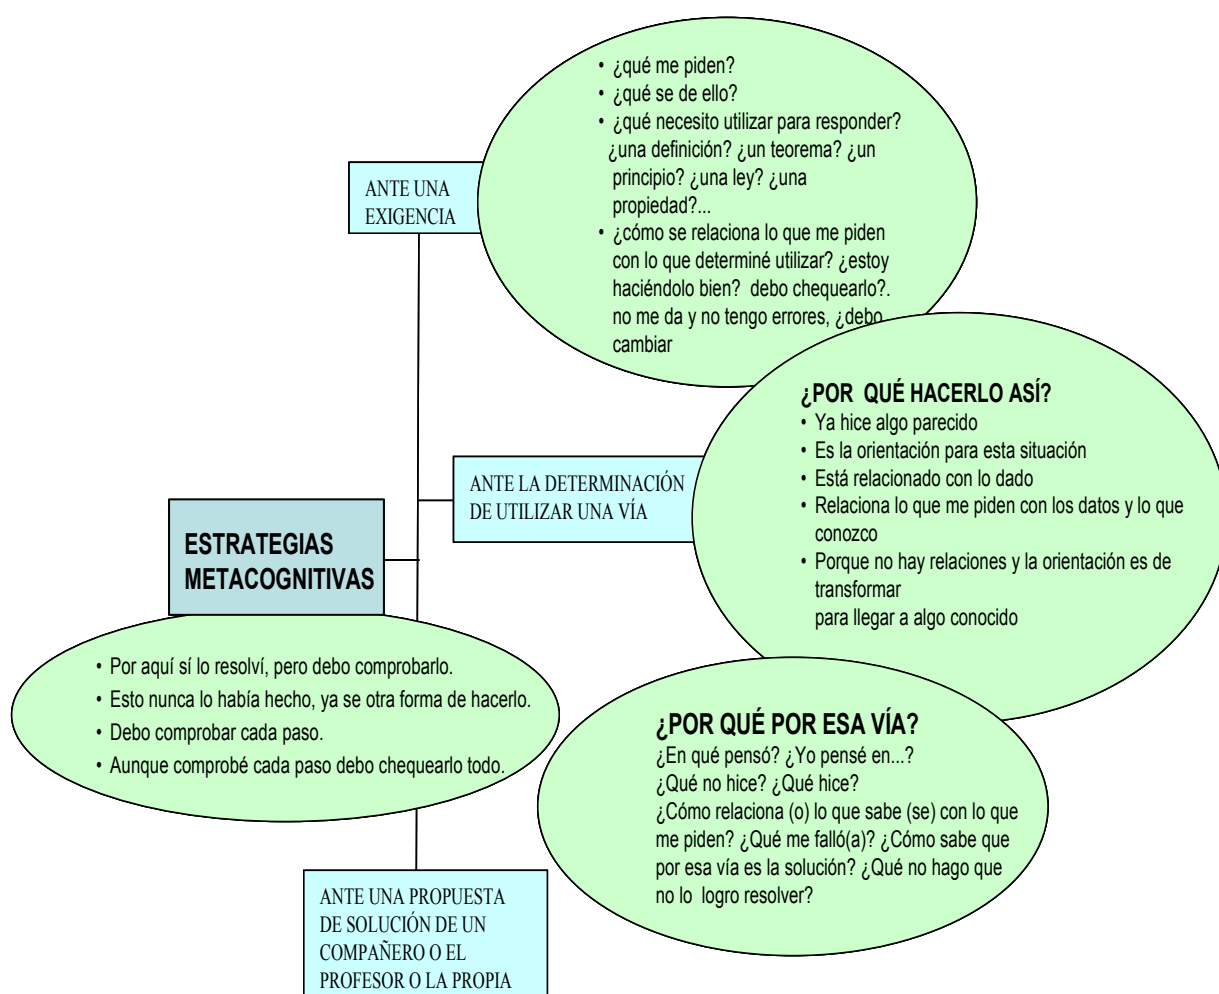 • ¿qué me piden?
• ¿qué se de ello?
• ¿qué necesito utilizar para responder?
¿una definición? ¿un teorema? ¿un
principio? ¿una ley? ¿una
propiedad?...
• ¿cómo se relaciona lo que me piden
con lo que determiné utilizar? ¿estoy
haciéndolo bien? debo chequearlo?.
no me da y no tengo errores, ¿debo
cambiar
ANTE UNA
EXIGENCIA
¿POR QUÉ HACERLO ASÍ?
• Ya hice algo parecido
• Es la orientación para esta situación
• Está relacionado con lo dado
• Relaciona lo que me piden con los datos y lo que
conozco
• Porque no hay relaciones y la orientación es de
transformar
para llegar a algo conocido
ANTE LA DETERMINACIÓN
DE UTILIZAR UNA VÍA
ESTRATEGIAS
METACOGNITIVAS
• Por aquí sí lo resolví, pero debo comprobarlo.
• Esto nunca lo había hecho, ya se otra forma de hacerlo.
• Debo comprobar cada paso.
• Aunque comprobé cada paso debo chequearlo todo.
¿POR QUÉ POR ESA VÍA?
¿En qué pensó? ¿Yo pensé en...?
¿Qué no hice? ¿Qué hice?
¿Cómo relaciona (o) lo que sabe (se) con lo que
me piden? ¿Qué me falló(a)? ¿Cómo sabe que
por esa vía es la solución? ¿Qué no hago que
no lo logro resolver?
ANTE UNA PROPUESTA
DE SOLUCIÓN DE UN
COMPAÑERO O EL
PROFESOR O LA PROPIA